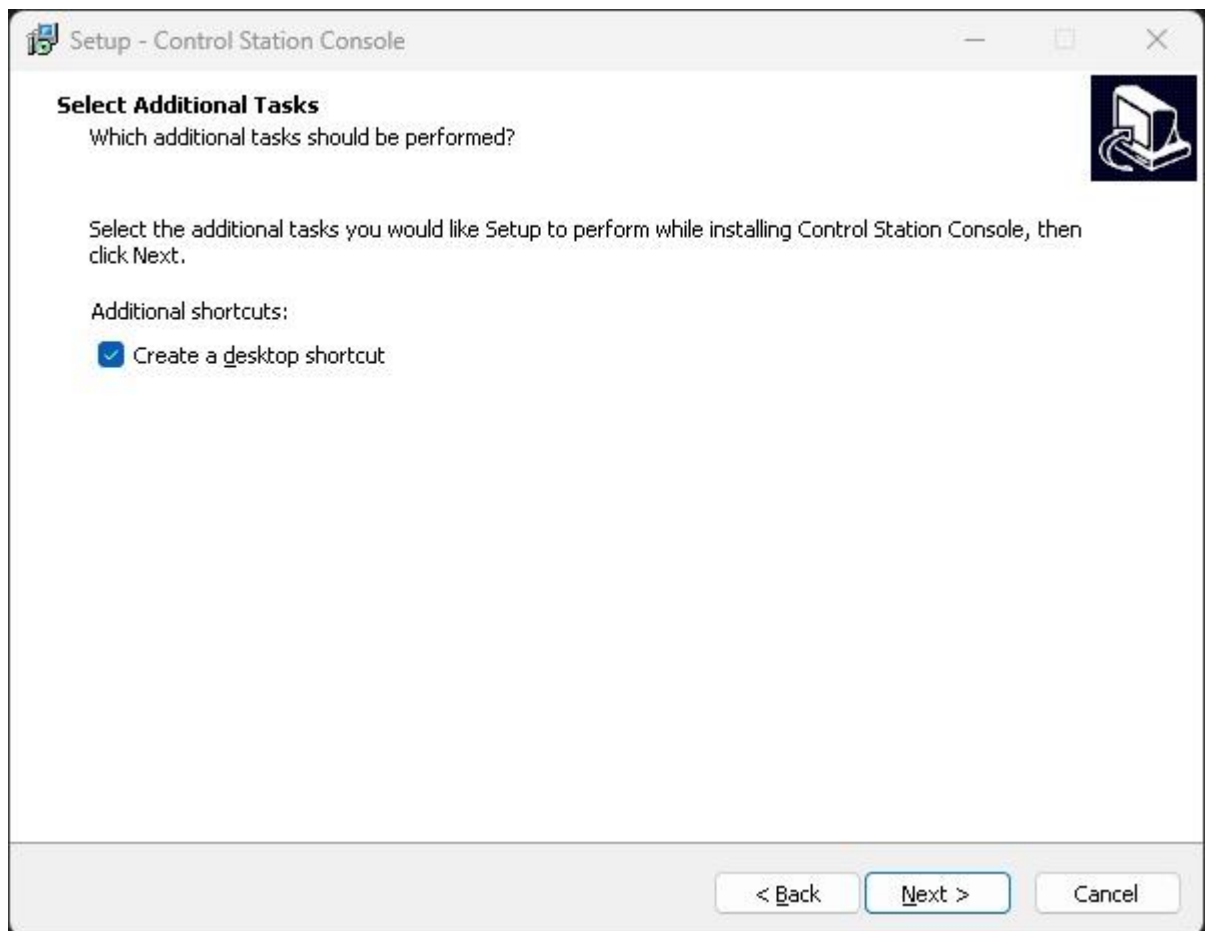 Setup - Control Station Console
Select Additional Tasks
Which additional tasks should be performed?
Select the additional tasks you would like Setup to perform while installing Control Station Console, then
click Next.
Additional shortcuts:
Create a desktop shortcut
< Back
Next >
Cancel